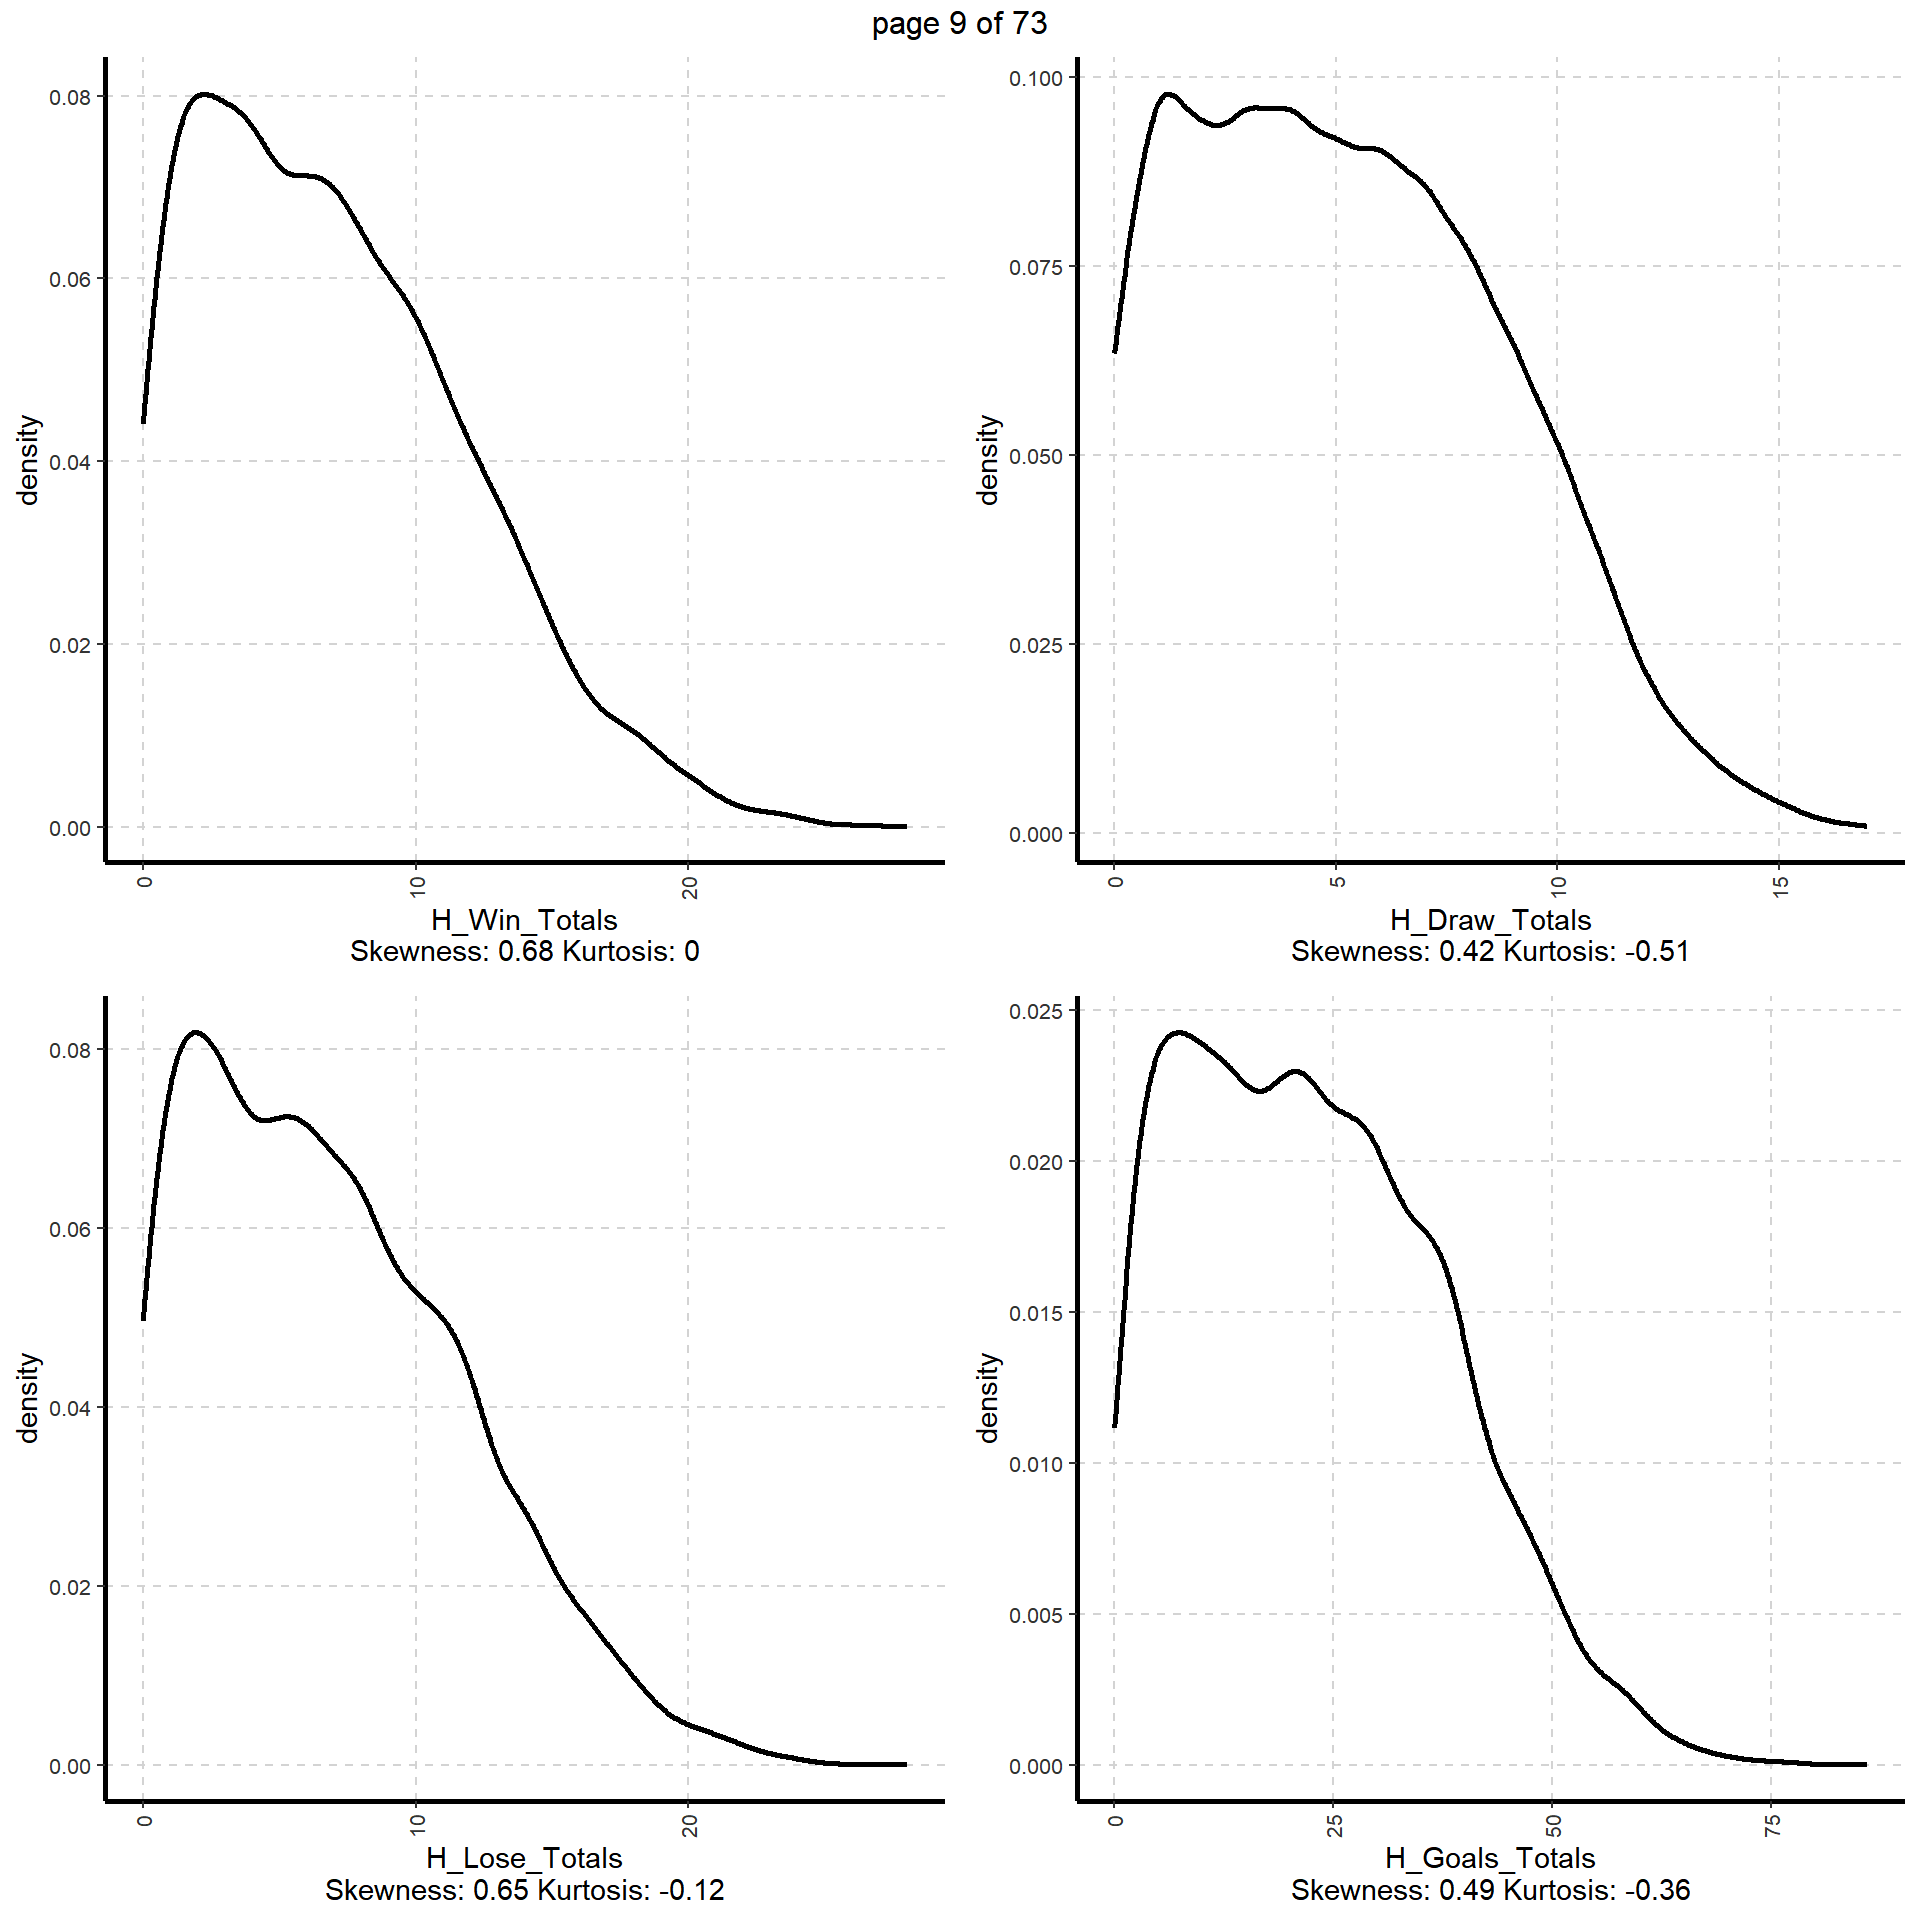 page 9 of 73
density
0.08
0.06
0.04
0.02
0.00
0
10
20
H_Win_Totals
Skewness: 0.68 Kurtosis: 0
density
0.100
0.075
0.050
0.025
0.000
0
5
10
15
H_Draw_Totals
Skewness: 0.42 Kurtosis: -0.51
density
0.08
0.06
0.04
0.02
0.00
0
10
20
H_Lose_Totals
Skewness: 0.65 Kurtosis: -0.12
density
0.025
0.020
0.015
0.010
0.005
0.000
0
25
50
75
H_Goals_Totals
Skewness: 0.49 Kurtosis: -0.36